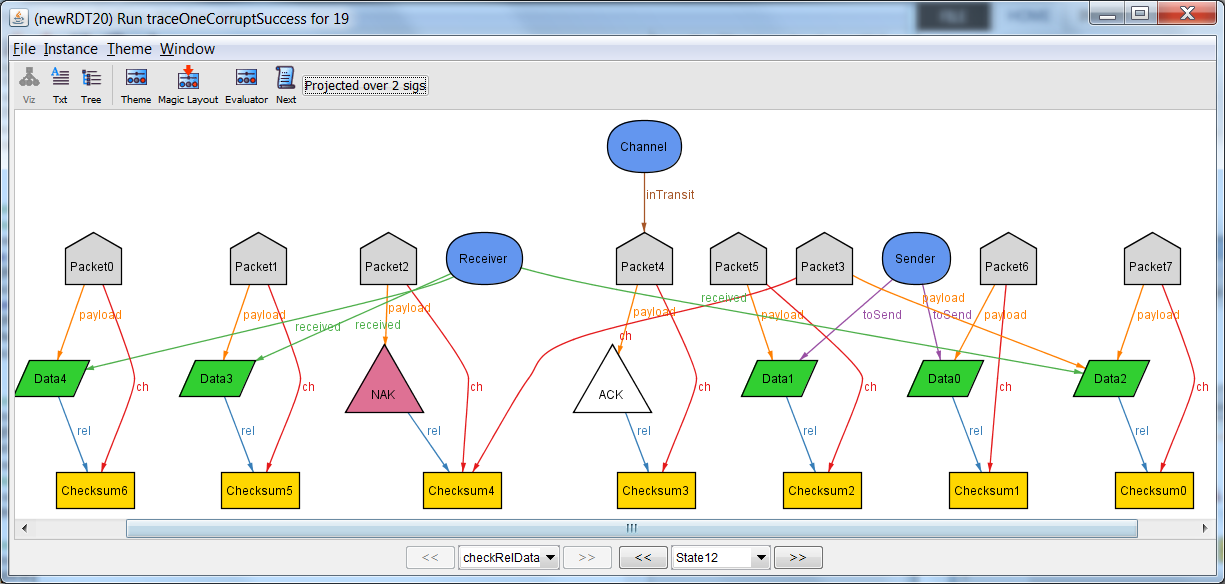 (newRDT20) Run traceOneCorruptSuccess for 19
File Instance Theme Window
Viz Txt Tree Theme Magic Layout Evaluator Next Projected over 2 sigs
Channel
inTransit
Packet0 Packet1 Packet2 Receiver Packet4 Packet5 Packet3 Sender Packet6 Packet7
payload received payload received payload payload ch received payload toSend payload toSend payload payload
Data4 Data3 NAK ACK Data1 Data0 Data2
ch ch ch ch ch ch ch
rel rel rel rel rel rel rel
Checksum6 Checksum5 Checksum4 Checksum3 Checksum2 Checksum1 Checksum0
<< checkRelData >> << State12 >>